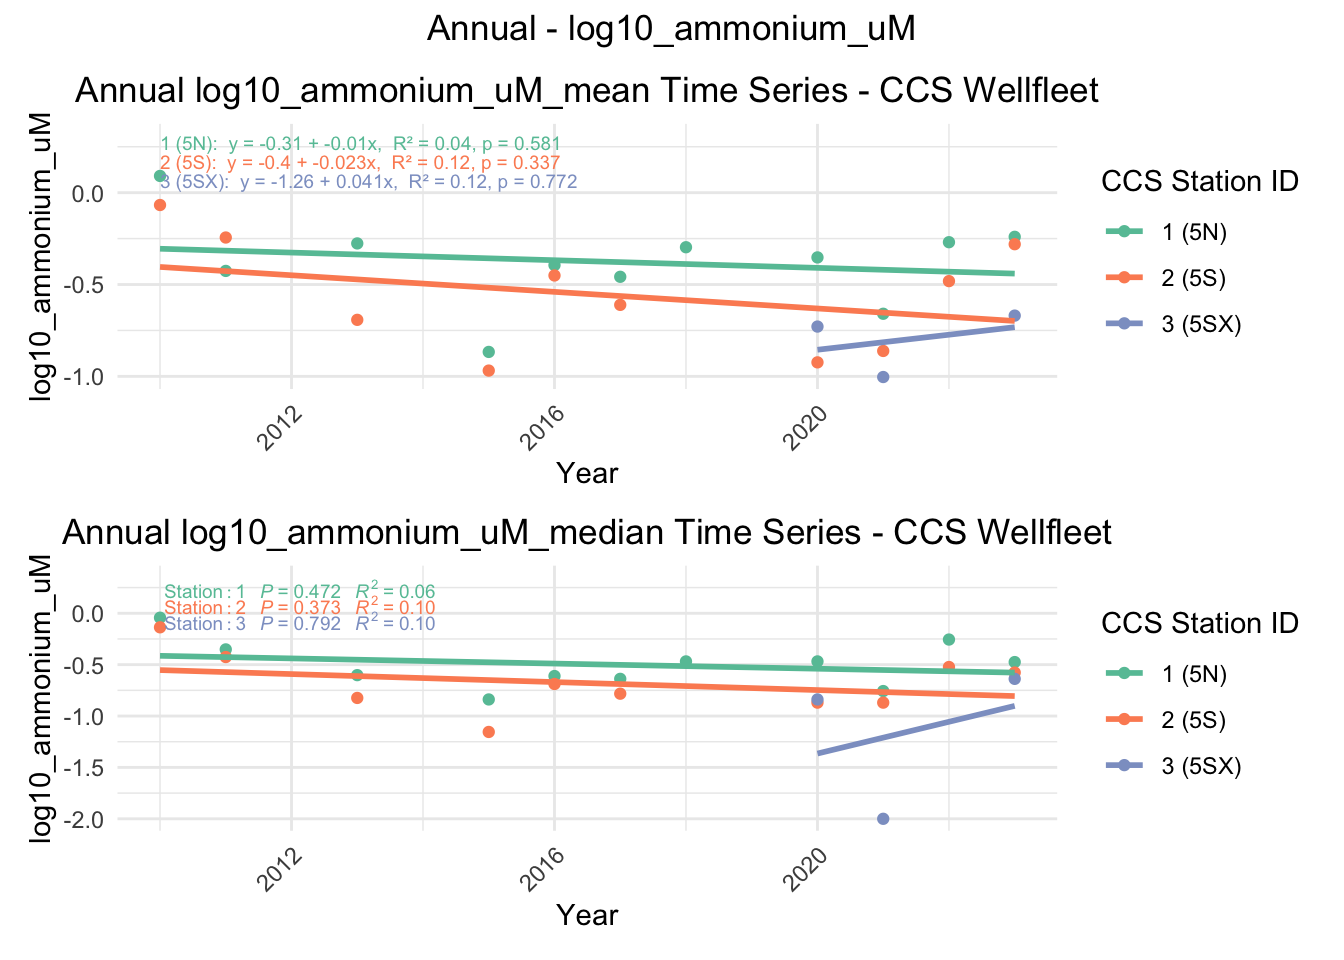 Annual - log10_ammonium_uM
Annual log10_ammonium_uM_mean Time Series - CCS Wellfleet
log10_ammonium_uM
0.0
-0.5
-1.0
1 (5N):  y = -0.31 + -0.01x,  R² = 0.04, p = 0.581
2 (5S):  y = -0.4 + -0.023x,  R² = 0.12, p = 0.337
3 (5SX):  y = -1.26 + 0.041x,  R² = 0.12, p = 0.772
2012
2016
2020
Year
CCS Station ID
1 (5N)
2 (5S)
3 (5SX)
Annual log10_ammonium_uM_median Time Series - CCS Wellfleet
log10_ammonium_uM
0.0
-0.5
-1.0
-1.5
-2.0
Station : 1  P = 0.472  R² = 0.06
Station : 2  P = 0.373  R² = 0.10
Station : 3  P = 0.792  R² = 0.10
2012
2016
2020
Year
CCS Station ID
1 (5N)
2 (5S)
3 (5SX)